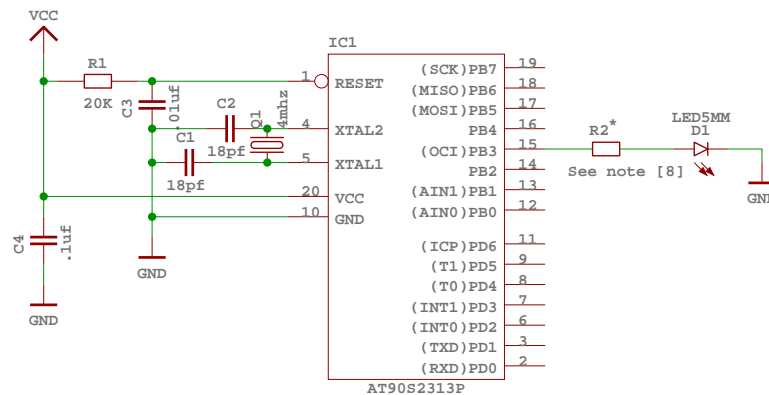 VCC
IC1
R1
20K
C3
.01uf
C2
18pf
Q1
4mhz
C1
18pf
C4
.1uf
GND
GND
1 RESET
4 XTAL2
5 XTAL1
20 VCC
10 GND
(SCK)PB7 19
(MISO)PB6 18
(MOSI)PB5 17
PB4 16
(OCI)PB3 15
PB2 14
(AIN1)PB1 13
(AIN0)PB0 12
(ICP)PD6 11
(T1)PD5 9
(T0)PD4 8
(INT1)PD3 7
(INT0)PD2 6
(TXD)PD1 3
(RXD)PD0 2
AT90S2313P
R2*
See note [8]
LED5MM
D1
GND